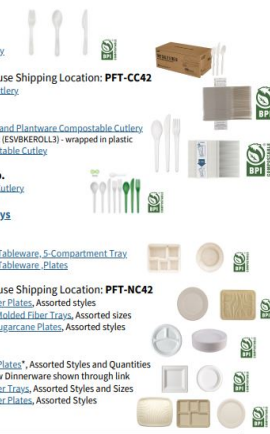 y
use Shipping Location: PFT-CC42
utlery
and Plantware Compostable Cutlery
(ESVBKEROLL3) - wrapped in plastic
table Cutley
.
utlery
ys
Tableware, 5-Compartment Tray
Tableware ,Plates
use Shipping Location: PFT-NC42
er Plates, Assorted styles
Molded Fiber Trays, Assorted sizes
ugarcane Plates, Assorted styles
Plates*, Assorted Styles and Quantities
w Dinnerware shown through link
er Trays, Assorted Styles and Sizes
er Plates, Assorted Styles
BPI
BPI
BPI
BPI
BPI
BPI
BPI
BPI
BPI